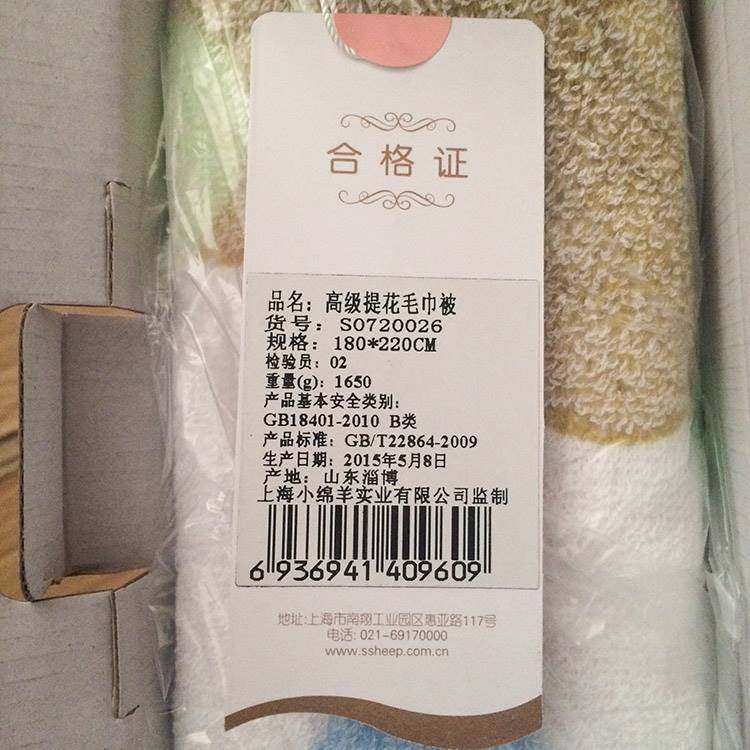 合格证
品名：高级提花毛巾被
货号：S0720026
规格：180*220CM
检验员：02
重量(g)：1650
产品基本安全类别：
GB18401-2010 B类
产品标准：GB/T22864-2009
生产日期：2015年5月8日
产地：山东淄博
上海小绵羊实业有限公司监制
6 936941 409609
地址:上海市南翔工业园区惠亚路117号
电话: 021-69170000
www.ssheep.com.cn